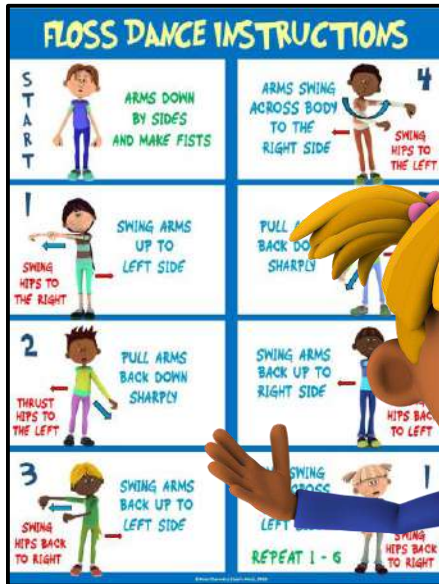 FLOSS DANCE INSTRUCTIONS
START
ARMS DOWN
BY SIDES
AND MAKE FISTS
1
SWING ARMS
UP TO
LEFT SIDE
SWING
HIPS TO
THE RIGHT
2
PULL ARMS
BACK DOWN
SHARPLY
THRUST
HIPS TO
THE LEFT
3
SWING ARMS
BACK UP TO
LEFT SIDE
SWING
HIPS BACK
TO RIGHT
4
ARMS SWING
ACROSS BODY
TO THE
RIGHT SIDE
SWING
HIPS TO
THE LEFT
PULL
BACK
SHARPLY
SWING ARMS
BACK UP TO
RIGHT SIDE
HIPS BACK
TO LEFT
SWING
LEFT
1
SWING
HIPS BACK
TO RIGHT
REPEAT 1 - 6